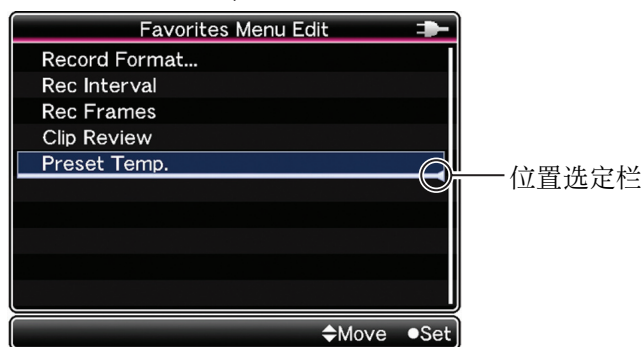 Favorites Menu Edit
Record Format...
Rec Interval
Rec Frames
Clip Review
Preset Temp.
位置选定栏
Move ●Set